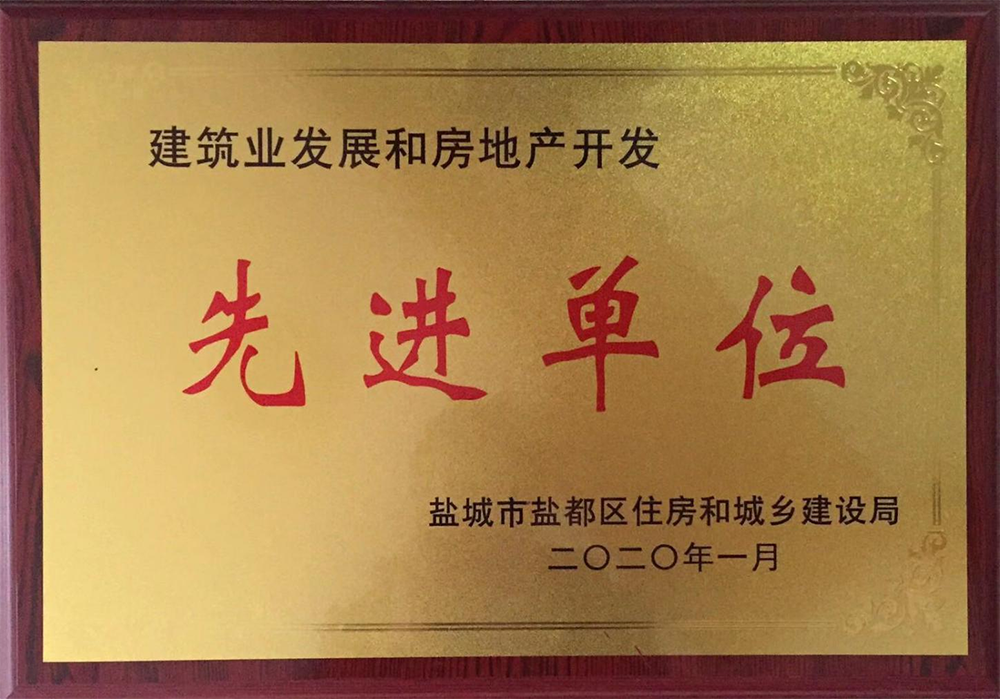 建筑业发展和房地产开发
先进单位
盐城市盐都区住房和城乡建设局
二〇二〇年一月